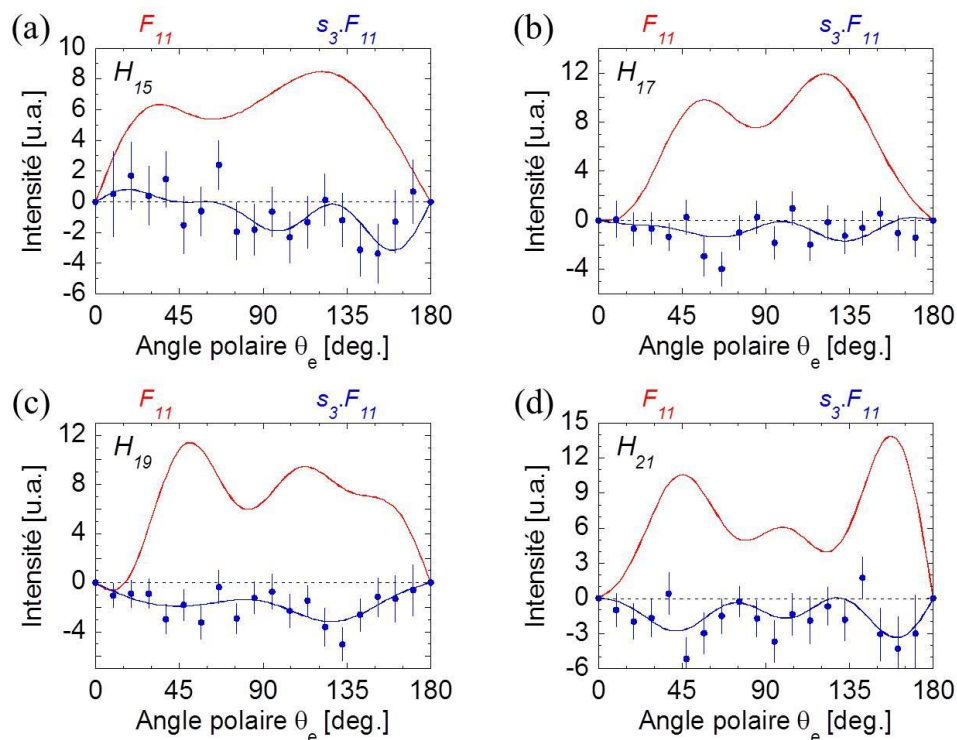 (a)
F11
s3.F11
H15
Intensité [u.a.]
10
8
6
4
2
0
-2
-4
-6
0
45
90
135
180
Angle polaire θe [deg.]
(b)
F11
s3.F11
H17
Intensité [u.a.]
12
8
4
0
-4
0
45
90
135
180
Angle polaire θe [deg.]
(c)
F11
s3.F11
H19
Intensité [u.a.]
12
8
4
0
-4
0
45
90
135
180
Angle polaire θe [deg.]
(d)
F11
s3.F11
H21
Intensité [u.a.]
15
12
9
6
3
0
-3
-6
0
45
90
135
180
Angle polaire θe [deg.]